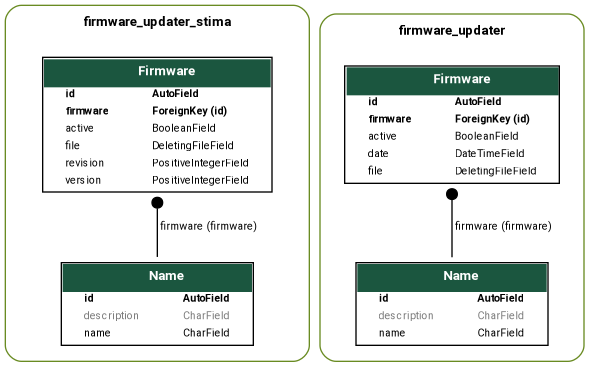 firmware_updater_stima
Firmware
id AutoField
firmware ForeignKey (id)
active BooleanField
file DeletingFileField
revision PositiveIntegerField
version PositiveIntegerField
firmware (firmware)
Name
id AutoField
description CharField
name CharField
firmware_updater
Firmware
id AutoField
firmware ForeignKey (id)
active BooleanField
date DateTimeField
file DeletingFileField
firmware (firmware)
Name
id AutoField
description CharField
name CharField